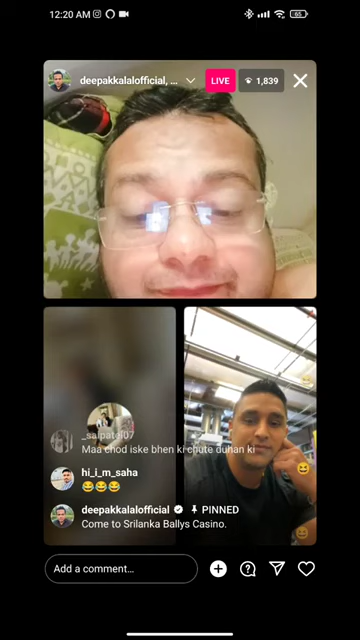 12:20 AM
65
deepakkalalofficial, ...
LIVE
1,839
_saipatel07
Maa chod iske bhen ki chute duhan ki
hi_i_m_saha
😂😂😂
deepakkalalofficial PINNED
Come to Srilanka Ballys Casino.
Add a comment...